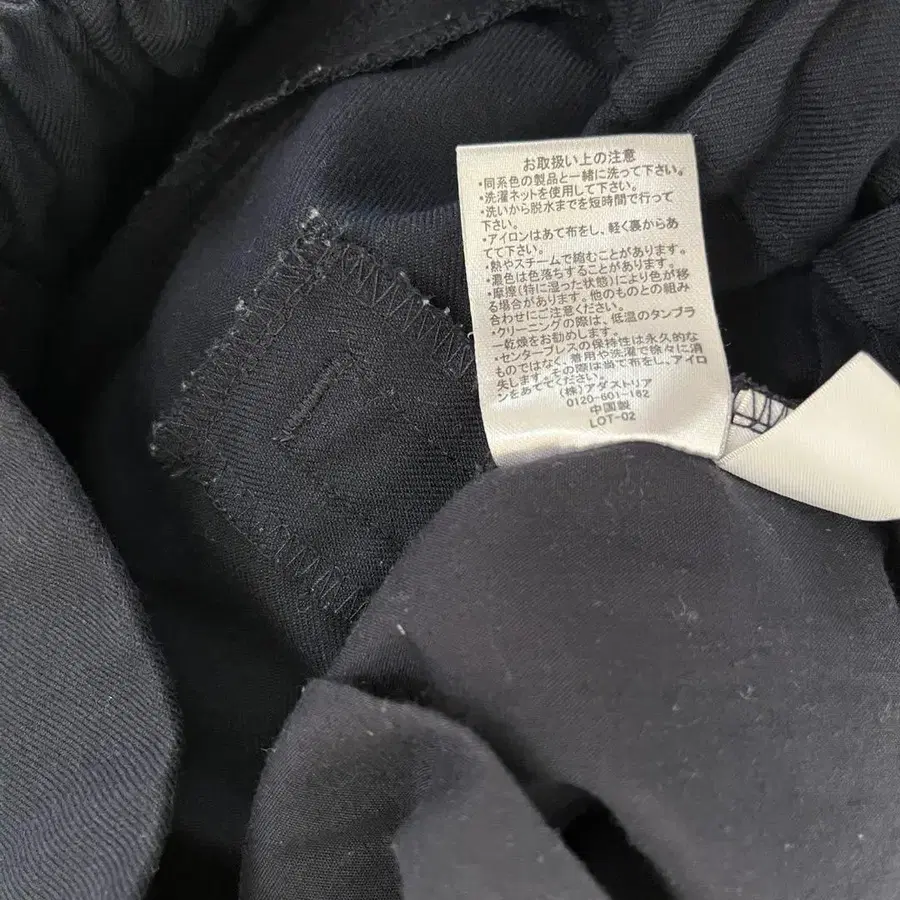 お取扱い上の注意
・同系色の製品と一緒に洗って下さい。
・洗濯ネットを使用して下さい。
・洗いから脱水までを短時間で行って
下さい。
・アイロンはあて布をし、軽く裏からあ
てて下さい。
・熱やスチームで縮むことがあります。
・濃色は色落ちすることがあります。
・摩擦(特に湿った状態)により色が移
る場合があります。他のものとの組み
合わせにご注意ください。
・クリーニングの際は、低温のタンブラ
ー乾燥をお勧めします。
・センタープレスの保持性は永久的な
ものではなく、着用や洗濯で徐々に消
失します。その際は当て布をし、アイロ
ンをあててください。
(株)アダストリア
0120-601-162
中国製
LOT-02